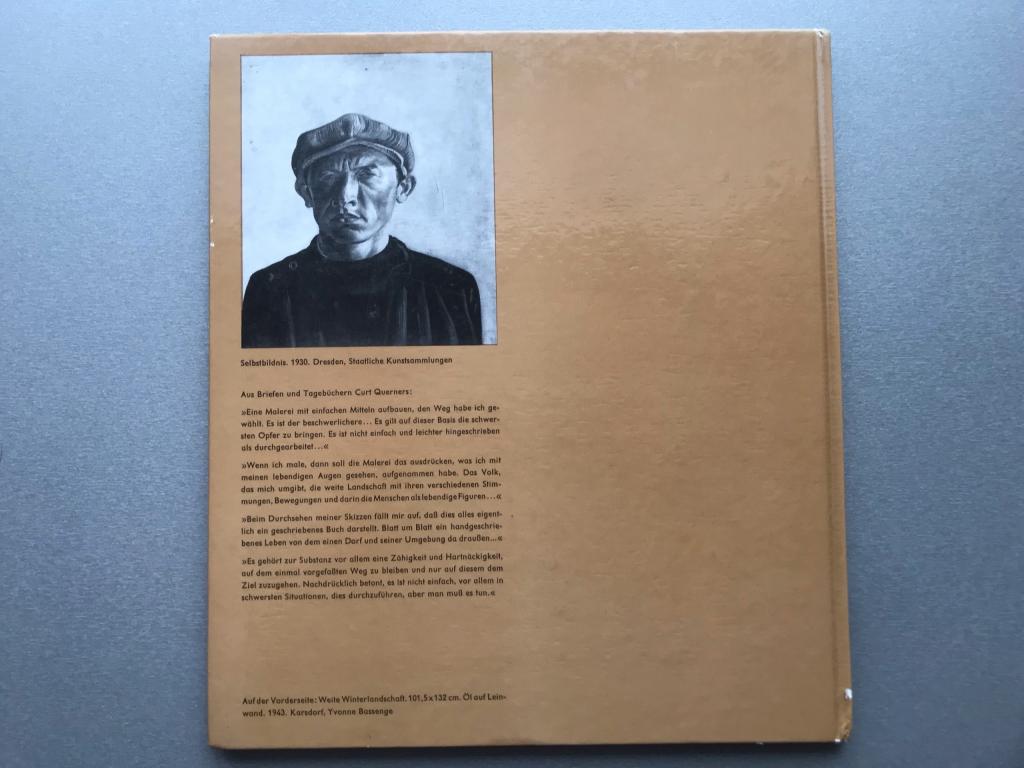 Selbstbildnis. 1930. Dresden, Staatliche Kunstsammlungen
Aus Briefen und Tagebüchern Curt Querners:
»Eine Malerei mit einfachen Mitteln aufbauen, den Weg habe ich ge-
wählt. Es ist der beschwerlichere... Es gilt auf dieser Basis die schwer-
sten Opfer zu bringen. Es ist nicht einfach und leichter hingeschrieben
als durchgearbeitet...«
»Wenn ich male, dann soll die Malerei das ausdrücken, was ich mit
meinen lebendigen Augen gesehen, aufgenommen habe. Das Volk,
das mich umgibt, die weite Landschaft mit ihren verschiedenen Stim-
mungen, Bewegungen und darin die Menschen als lebendige Figuren...«
»Beim Durchsehen meiner Skizzen fällt mir auf, daß dies alles eigent-
lich ein geschriebenes Buch darstellt. Blatt um Blatt ein handgeschrie-
benes Leben von dem einen Dorf und seiner Umgebung da draußen...«
»Es gehört zur Substanz vor allem eine Zähigkeit und Hartnäckigkeit,
auf dem einmal vorgefaßten Weg zu bleiben und nur auf diesem dem
Ziel zuzugehen. Nachdrücklich betont, es ist nicht einfach, vor allem in
schwersten Situationen, dies durchzuführen, aber man muß es tun.«
Auf der Vorderseite: Weite Winterlandschaft. 101,5 x 132 cm. Öl auf Lein-
wand. 1943. Karsdorf, Yvonne Bassenge